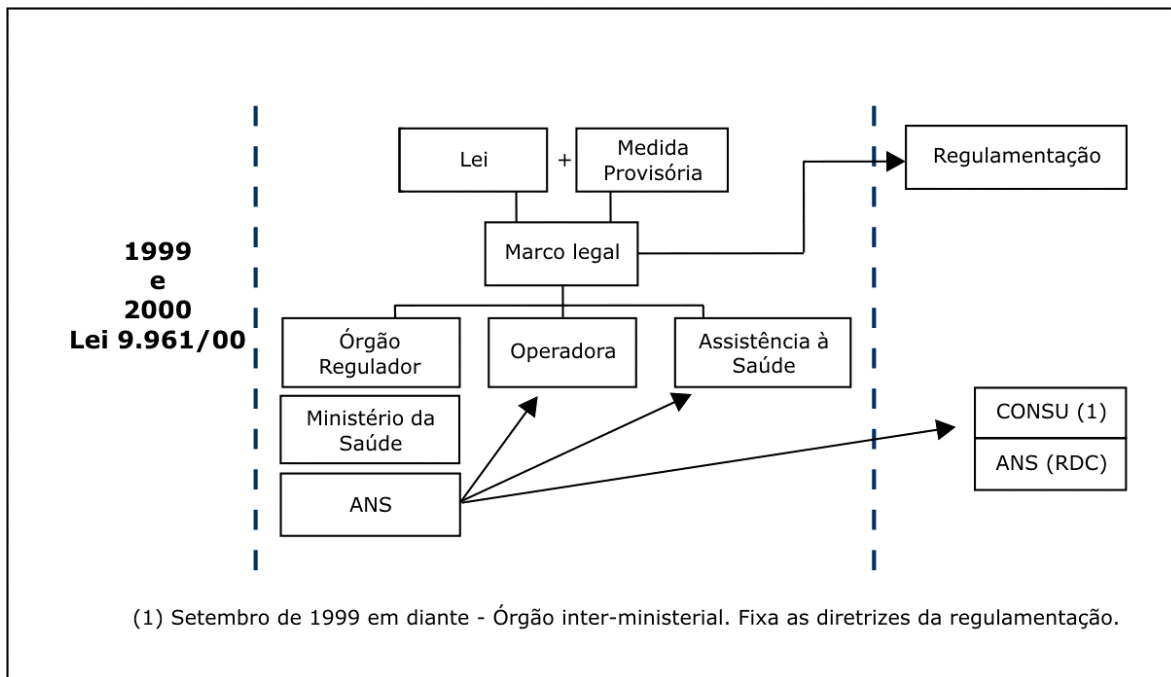 Lei
+
Medida
Provisória
Regulamentação
Marco legal
1999
e
2000
Lei 9.961/00
Órgão
Regulador
Operadora
Assistência à
Saúde
Ministério da
Saúde
ANS
CONSU (1)
ANS (RDC)
(1) Setembro de 1999 em diante - Órgão inter-ministerial. Fixa as diretrizes da regulamentação.